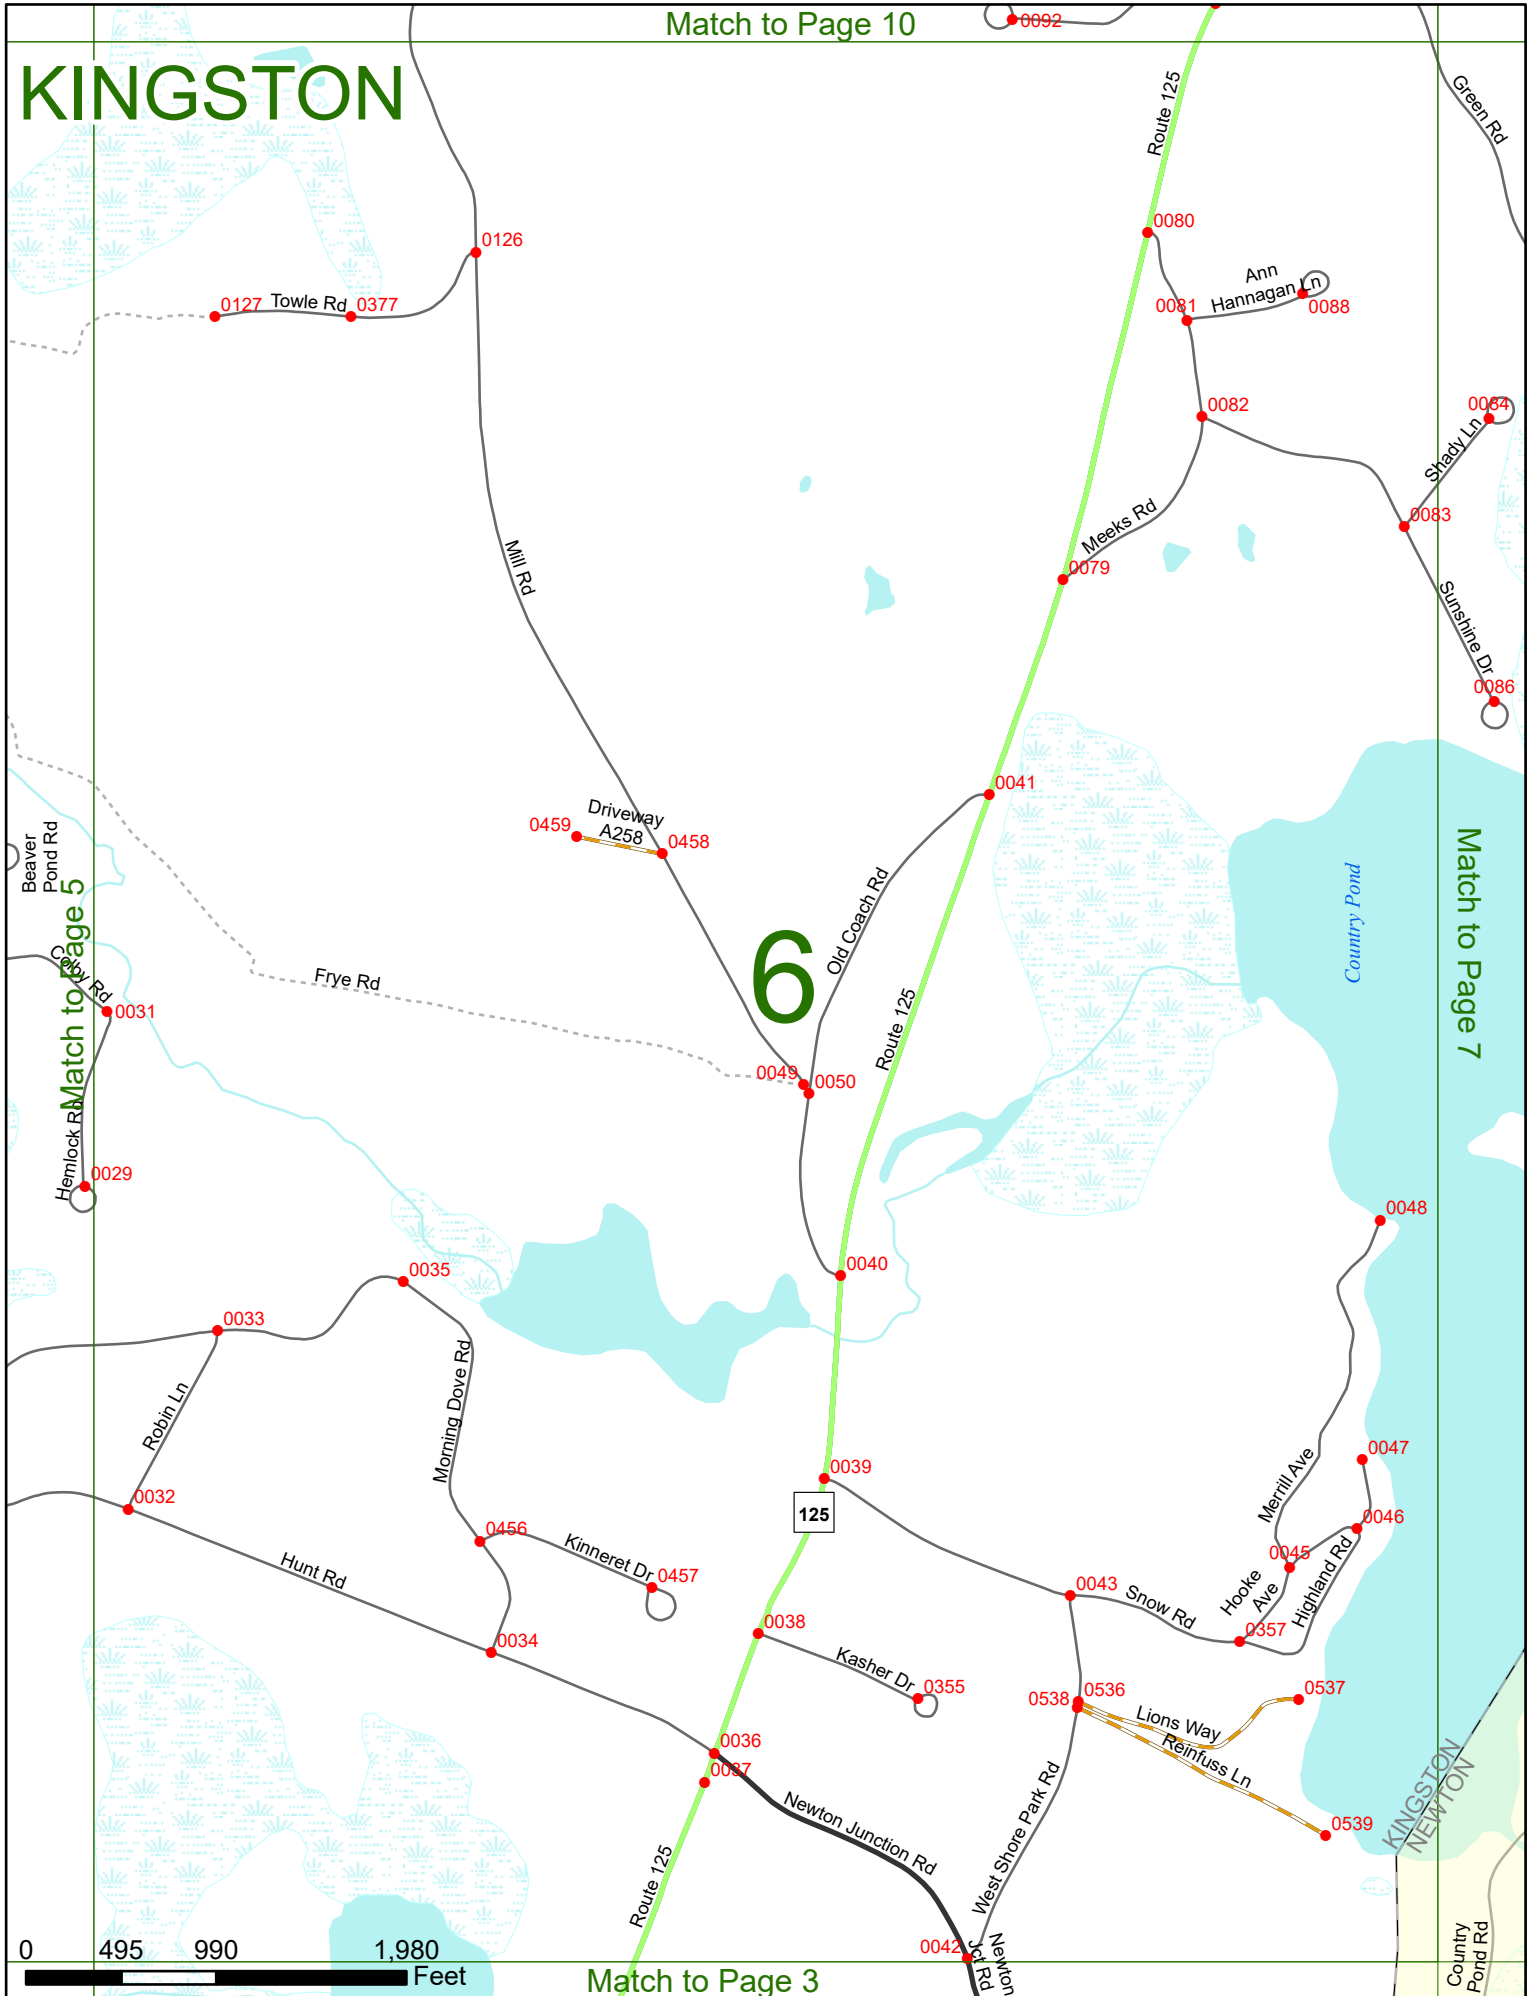 Match to Page 10
0092
KINGSTON
Route 125
Green Rd
0126
0080
0127
Towle Rd
0377
Ann
Hannagan Ln
0081
0088
0082
0084
Shady Ln
0083
Meeks Rd
0079
Mill Rd
Sunshine Dr
0086
0041
Driveway
A258
0459
0458
Beaver
Pond Rd
Match to Page 5
Match to Page 7
Country Pond
Old Coach Rd
6
Colby Rd
0031
Frye Rd
Route 125
0049
0050
Hemlock Rd
0029
0048
0040
0035
0033
Robin Ln
Morning Dove Rd
0032
0039
125
0047
Merrill Ave
0046
0456
Kinneret Dr
0457
Hunt Rd
0045
Hooke
Ave
Highland Rd
0043
Snow Rd
0357
0034
0038
Kasher Dr
0355
0538
0536
0537
Lions Way
Reinfuss Ln
0036
0037
0539
KINGSTON
NEWTON
Newton Junction Rd
West Shore Park Rd
Route 125
0042
Newton
Jct Rd
Country
Pond Rd
0 495 990 1,980
Feet
Match to Page 3